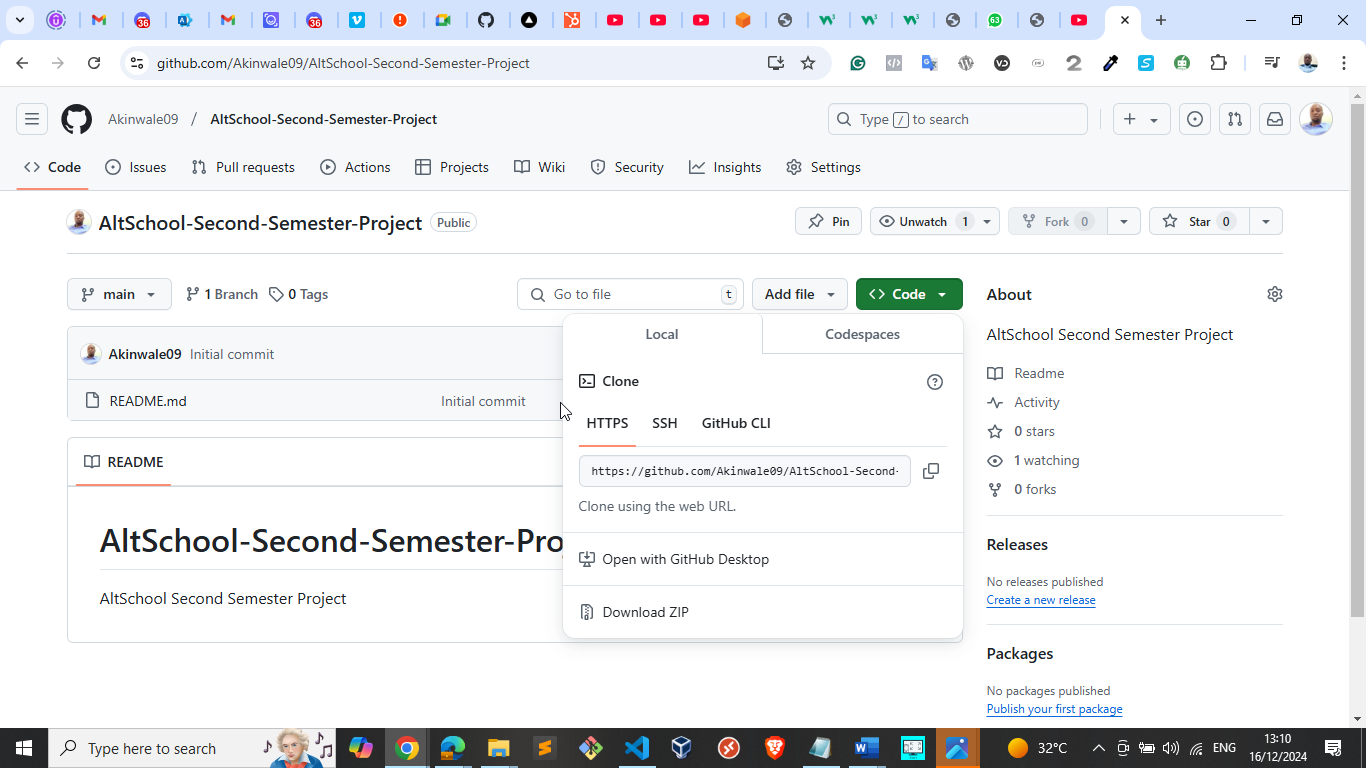 36
36
63
github.com/Akinwale09/AltSchool-Second-Semester-Project
Akinwale09 / AltSchool-Second-Semester-Project
Type / to search
Code Issues Pull requests Actions Projects Wiki Security Insights Settings
AltSchool-Second-Semester-Project Public
Pin Unwatch 1 Fork 0 Star 0
main 1 Branch 0 Tags Go to file t Add file Code
Local Codespaces
Akinwale09 Initial commit
Clone
README.md Initial commit
HTTPS SSH GitHub CLI
https://github.com/Akinwale09/AltSchool-Second-
Clone using the web URL.
Open with GitHub Desktop
Download ZIP
README
AltSchool-Second-Semester-Pro
AltSchool Second Semester Project
About
AltSchool Second Semester Project
Readme
Activity
0 stars
1 watching
0 forks
Releases
No releases published
Create a new release
Packages
No packages published
Publish your first package
Type here to search
32°C ENG 13:10
16/12/2024